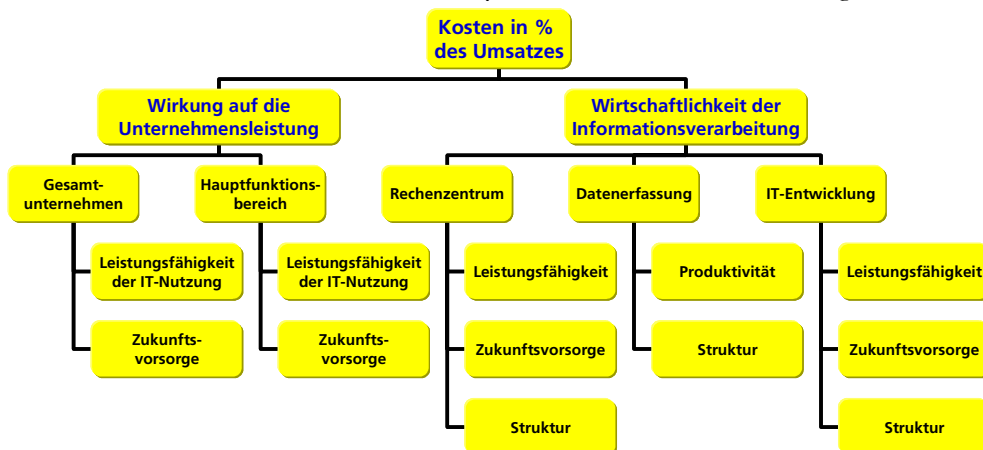 Kosten in %
des Umsatzes
Wirkung auf die
Unternehmensleistung
Wirtschaftlichkeit der
Informationsverarbeitung
Gesamt-
unternehmen
Hauptfunktions-
bereich
Rechenzentrum
Datenerfassung
IT-Entwicklung
Leistungsfähigkeit
der IT-Nutzung
Leistungsfähigkeit
der IT-Nutzung
Leistungsfähigkeit
Produktivität
Leistungsfähigkeit
Zukunfts-
vorsorge
Zukunfts-
vorsorge
Zukunftsvorsorge
Struktur
Zukunftsvorsorge
Struktur
Struktur